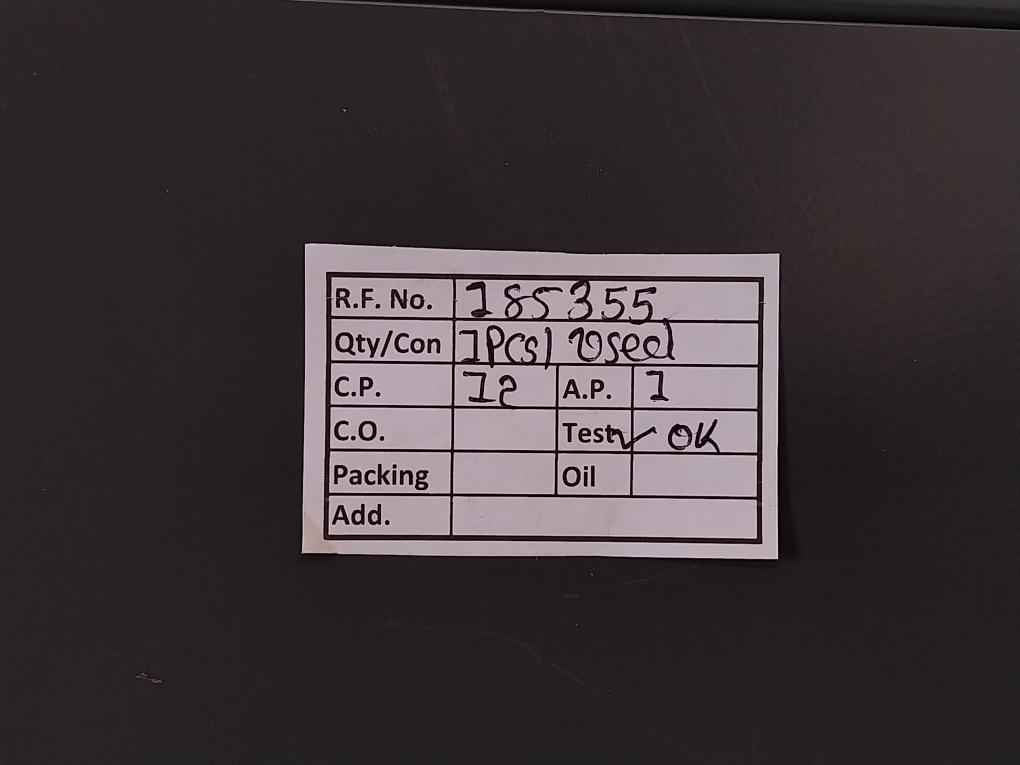 R.F. No. 185355
Qty/Con 1Pcs/ Used
C.P. 12 A.P. 1
C.O. Test ✓ OK
Packing Oil
Add.